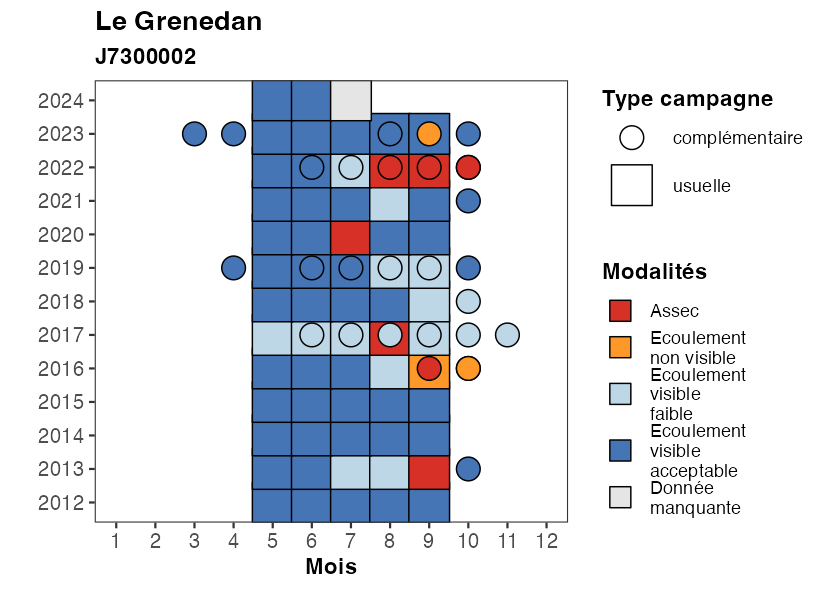 Le Grenedan
J7300002
2024
2023
2022
2021
2020
2019
2018
2017
2016
2015
2014
2013
2012
1 2 3 4 5 6 7 8 9 10 11 12
Mois
Type campagne
complémentaire
usuelle
Modalités
Assec
Ecoulement
non visible
Ecoulement
visible
faible
Ecoulement
visible
acceptable
Donnée
manquante